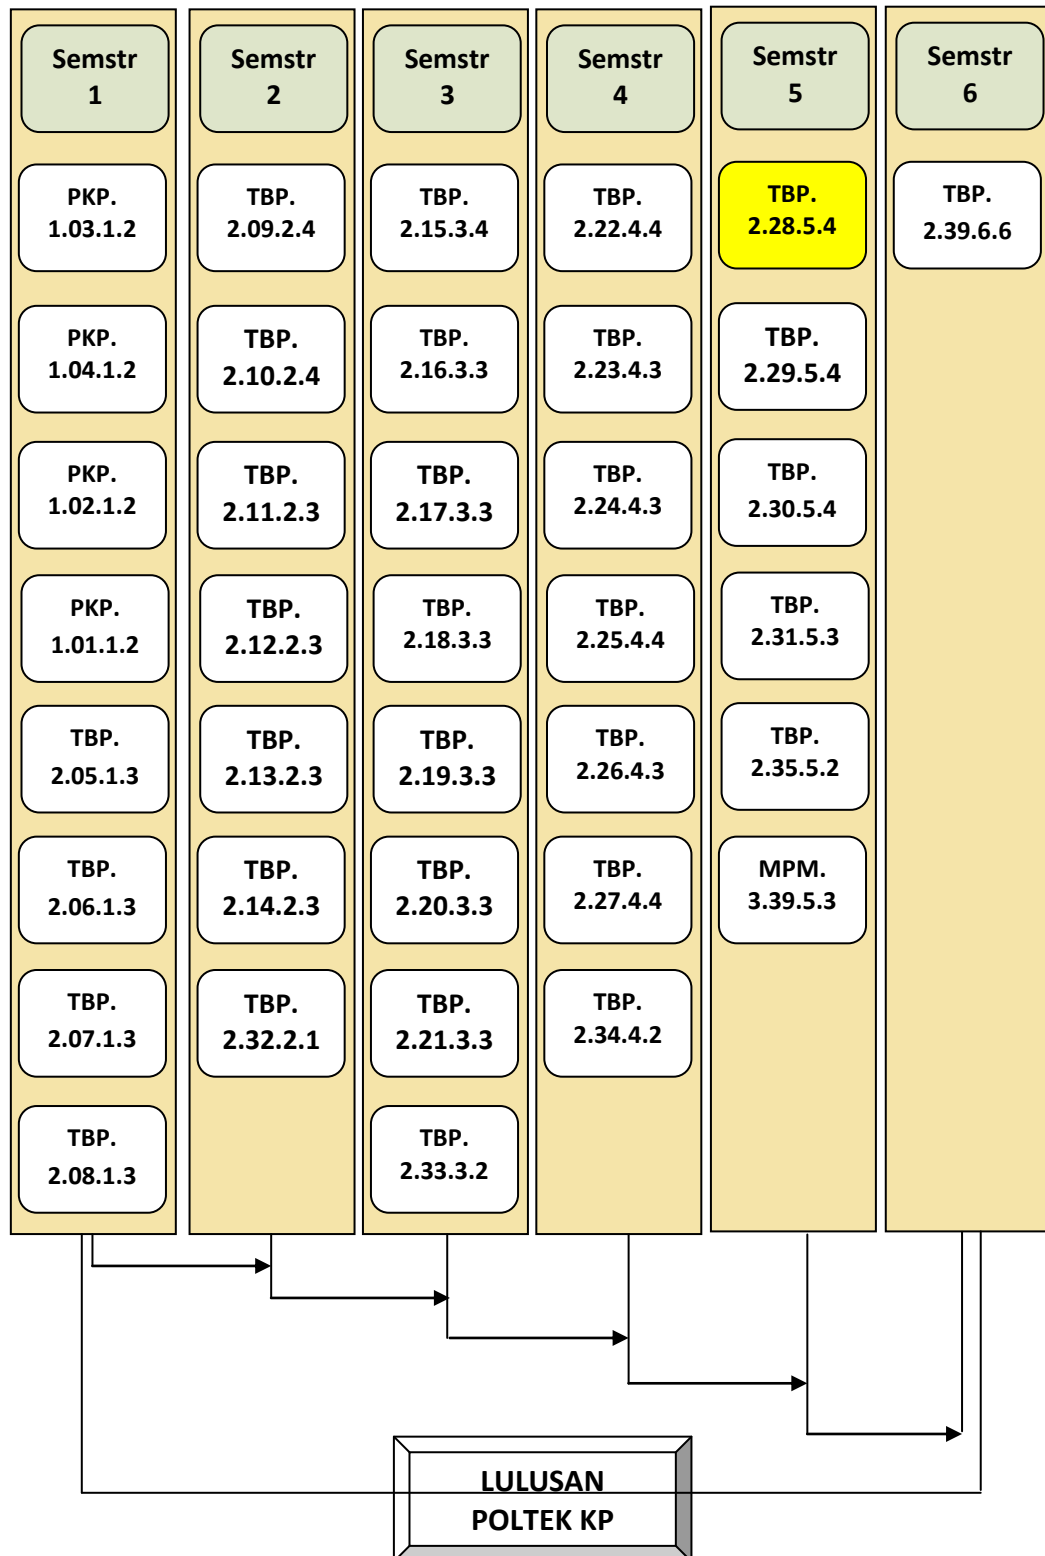 Semstr
1
PKP.
1.03.1.2
PKP.
1.04.1.2
PKP.
1.02.1.2
PKP.
1.01.1.2
TBP.
2.05.1.3
TBP.
2.06.1.3
TBP.
2.07.1.3
TBP.
2.08.1.3
Semstr
2
TBP.
2.09.2.4
TBP.
2.10.2.4
TBP.
2.11.2.3
TBP.
2.12.2.3
TBP.
2.13.2.3
TBP.
2.14.2.3
TBP.
2.32.2.1
Semstr
3
TBP.
2.15.3.4
TBP.
2.16.3.3
TBP.
2.17.3.3
TBP.
2.18.3.3
TBP.
2.19.3.3
TBP.
2.20.3.3
TBP.
2.21.3.3
TBP.
2.33.3.2
Semstr
4
TBP.
2.22.4.4
TBP.
2.23.4.3
TBP.
2.24.4.3
TBP.
2.25.4.4
TBP.
2.26.4.3
TBP.
2.27.4.4
TBP.
2.34.4.2
Semstr
5
TBP.
2.28.5.4
TBP.
2.29.5.4
TBP.
2.30.5.4
TBP.
2.31.5.3
TBP.
2.35.5.2
MPM.
3.39.5.3
Semstr
6
TBP.
2.39.6.6
LULUSAN
POLTEK KP